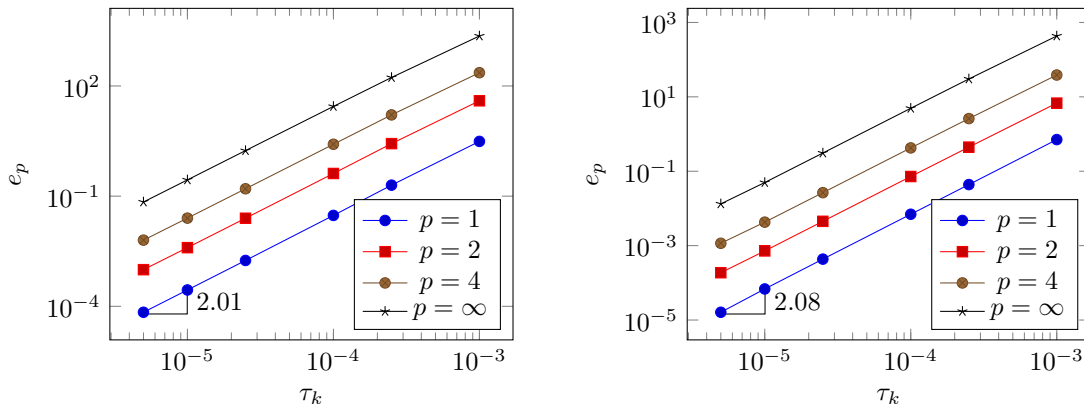 10^2
10^{-1}
10^{-4}
e_p
10^{-5}
10^{-4}
10^{-3}
τ_k
2.01
p = 1
p = 2
p = 4
p = ∞
10^3
10^1
10^{-1}
10^{-3}
10^{-5}
e_p
10^{-5}
10^{-4}
10^{-3}
τ_k
2.08
p = 1
p = 2
p = 4
p = ∞